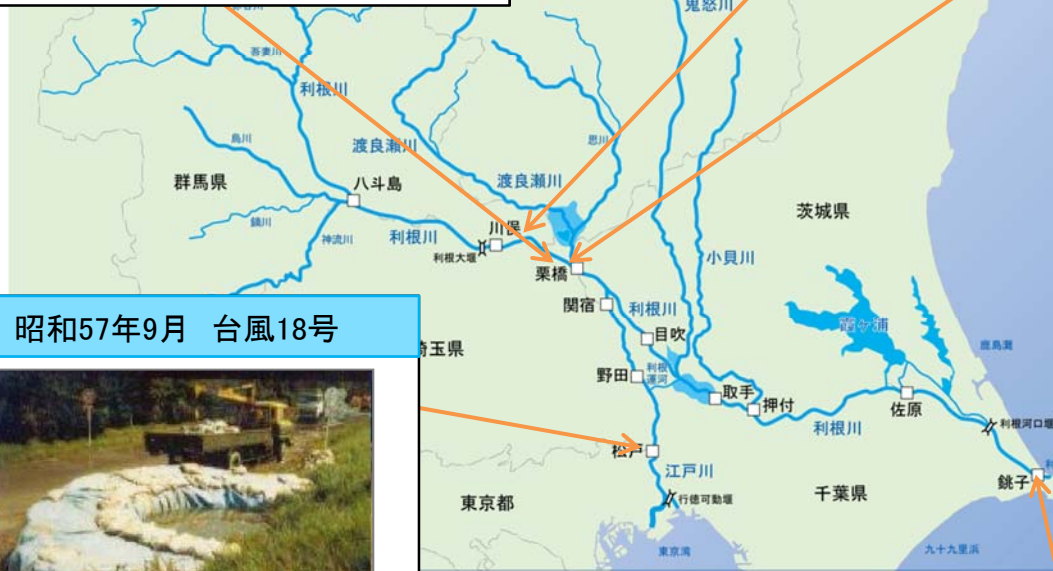 鬼怒川
吾妻川
利根川
烏川
渡良瀬川
思川
群馬県
八斗島
渡良瀬川
茨城県
鏑川
神流川
利根川
川俣
利根大堰
小貝川
栗橋
関宿
利根川
霞ヶ浦
昭和57年9月 台風18号
埼玉県
目吹
鹿島灘
野田
利根
運河
取手
押付
佐原
利根川
利根河口堰
松戸
江戸川
銚子
東京都
行徳可動堰
千葉県
東京湾
九十九里浜